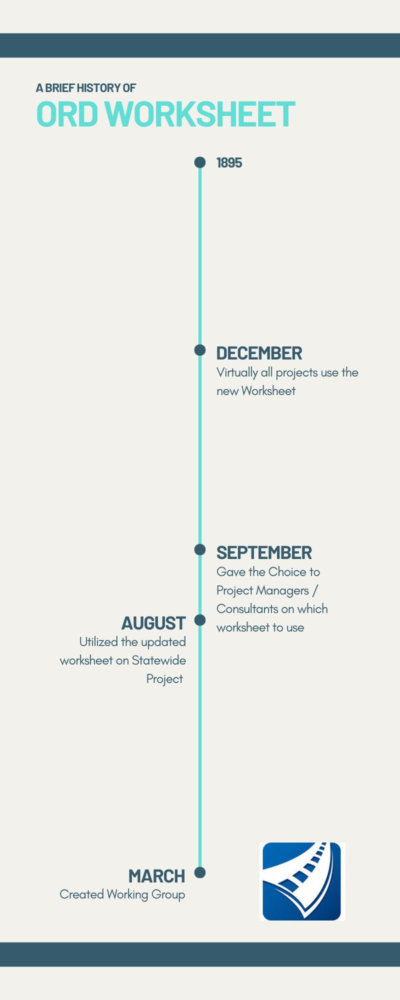 A BRIEF HISTORY OF
ORD WORKSHEET
1895
DECEMBER
Virtually all projects use the
new Worksheet
SEPTEMBER
Gave the Choice to
Project Managers /
Consultants on which
worksheet to use
AUGUST
Utilized the updated
worksheet on Statewide
Project
MARCH
Created Working Group